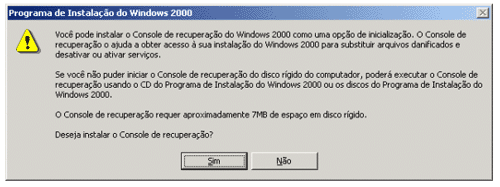 Programa de Instalação do Windows 2000
Você pode instalar o Console de recuperação do Windows 2000 como uma opção de inicialização. O Console de
recuperação o ajuda a obter acesso à sua instalação do Windows 2000 para substituir arquivos danificados e
desativar ou ativar serviços.
Se você não puder iniciar o Console de recuperação do disco rígido do computador, poderá executar o Console de
recuperação usando o CD do Programa de Instalação do Windows 2000 ou os discos do Programa de Instalação do
Windows 2000.
O Console de recuperação requer aproximadamente 7MB de espaço em disco rígido.
Deseja instalar o Console de recuperação?
Sim Não